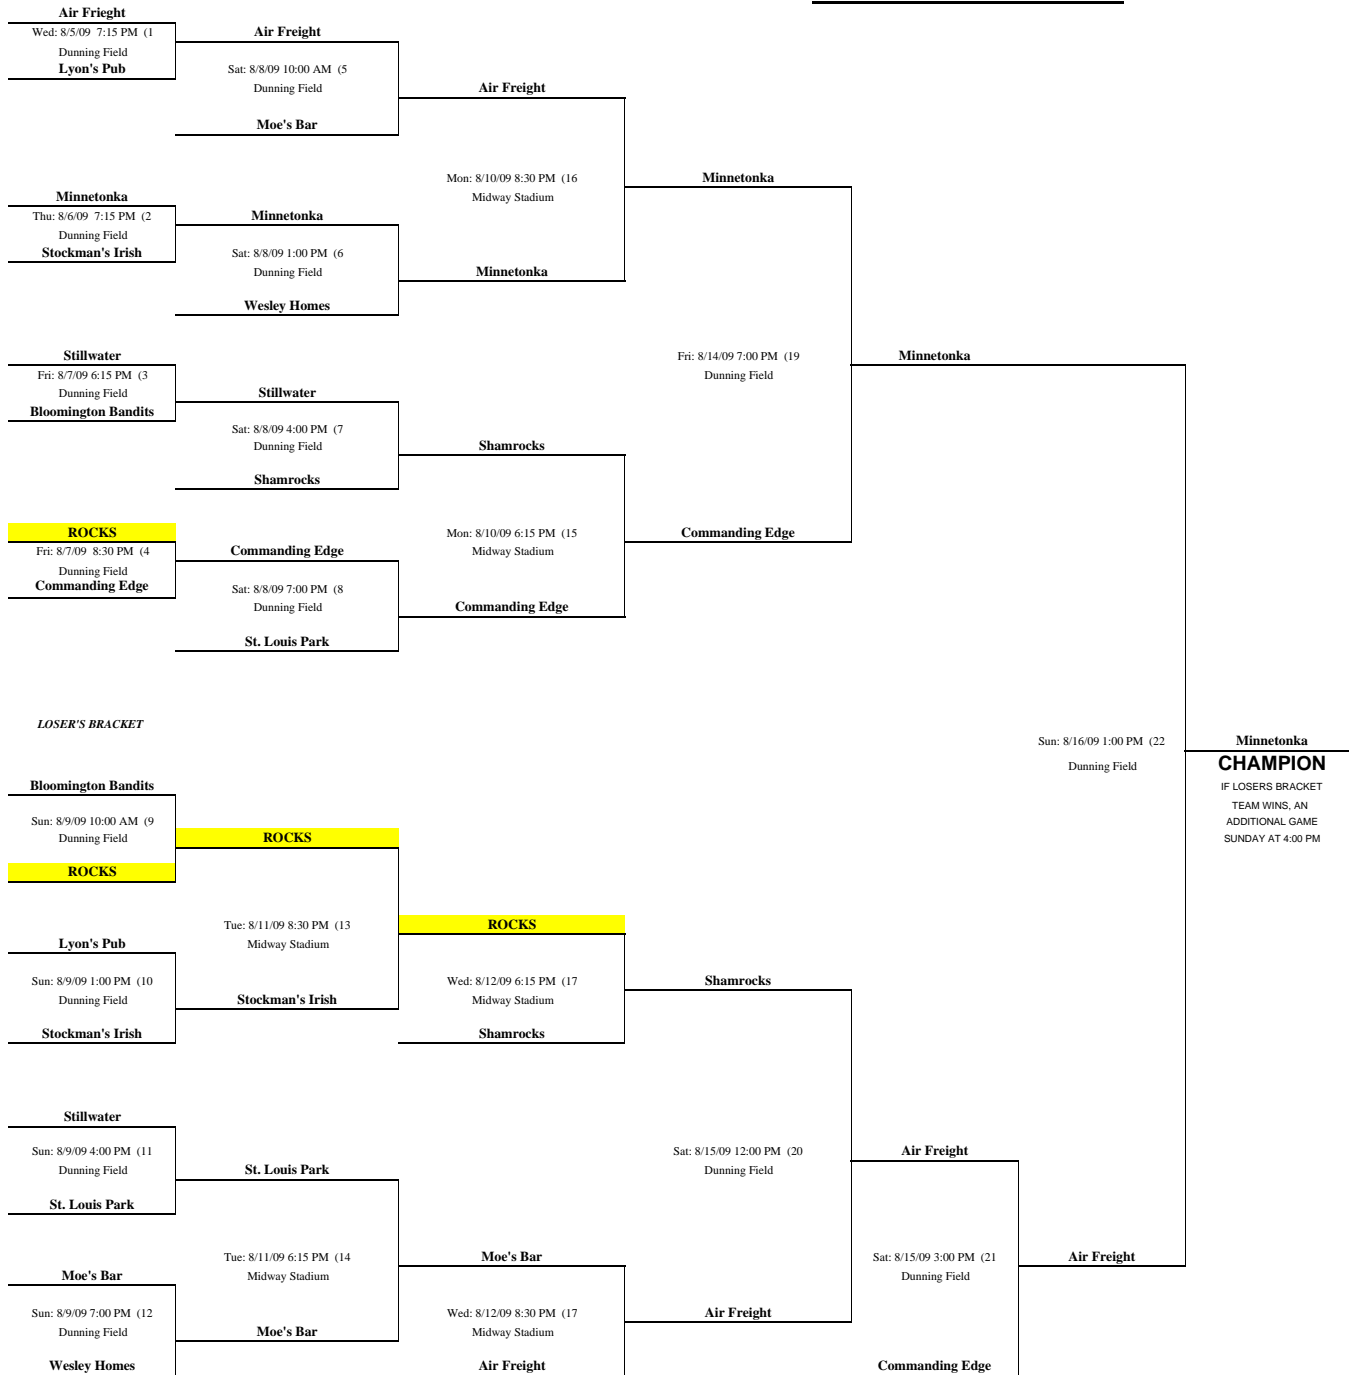 Air Frieght
Wed: 8/5/09  7:15 PM  (1
Dunning Field
Lyon's Pub
Air Freight
Sat: 8/8/09 10:00 AM  (5
Dunning Field
Moe's Bar
Air Freight
Minnetonka
Thu: 8/6/09  7:15 PM  (2
Dunning Field
Stockman's Irish
Minnetonka
Sat: 8/8/09 1:00 PM  (6
Dunning Field
Wesley Homes
Mon: 8/10/09 8:30 PM  (16
Midway Stadium
Minnetonka
Minnetonka
Stillwater
Fri: 8/7/09 6:15 PM  (3
Dunning Field
Bloomington Bandits
Stillwater
Sat: 8/8/09 4:00 PM  (7
Dunning Field
Shamrocks
Shamrocks
Fri: 8/14/09 7:00 PM  (19
Dunning Field
Minnetonka
ROCKS
Fri: 8/7/09  8:30 PM  (4
Dunning Field
Commanding Edge
Commanding Edge
Sat: 8/8/09 7:00 PM  (8
Dunning Field
St. Louis Park
Mon: 8/10/09 6:15 PM  (15
Midway Stadium
Commanding Edge
Commanding Edge
LOSER'S BRACKET
Sun: 8/16/09 1:00 PM  (22
Dunning Field
Minnetonka
CHAMPION
IF LOSERS BRACKET
TEAM WINS, AN
ADDITIONAL GAME
SUNDAY AT 4:00 PM
Bloomington Bandits
Sun: 8/9/09 10:00 AM  (9
Dunning Field
ROCKS
ROCKS
Lyon's Pub
Sun: 8/9/09 1:00 PM  (10
Dunning Field
Stockman's Irish
Tue: 8/11/09 8:30 PM  (13
Midway Stadium
Stockman's Irish
ROCKS
Wed: 8/12/09 6:15 PM  (17
Midway Stadium
Shamrocks
Shamrocks
Stillwater
Sun: 8/9/09 4:00 PM  (11
Dunning Field
St. Louis Park
St. Louis Park
Sat: 8/15/09 12:00 PM  (20
Dunning Field
Air Freight
Moe's Bar
Sun: 8/9/09 7:00 PM  (12
Dunning Field
Wesley Homes
Tue: 8/11/09 6:15 PM  (14
Midway Stadium
Moe's Bar
Moe's Bar
Wed: 8/12/09 8:30 PM  (17
Midway Stadium
Air Freight
Air Freight
Sat: 8/15/09 3:00 PM  (21
Dunning Field
Commanding Edge
Air Freight